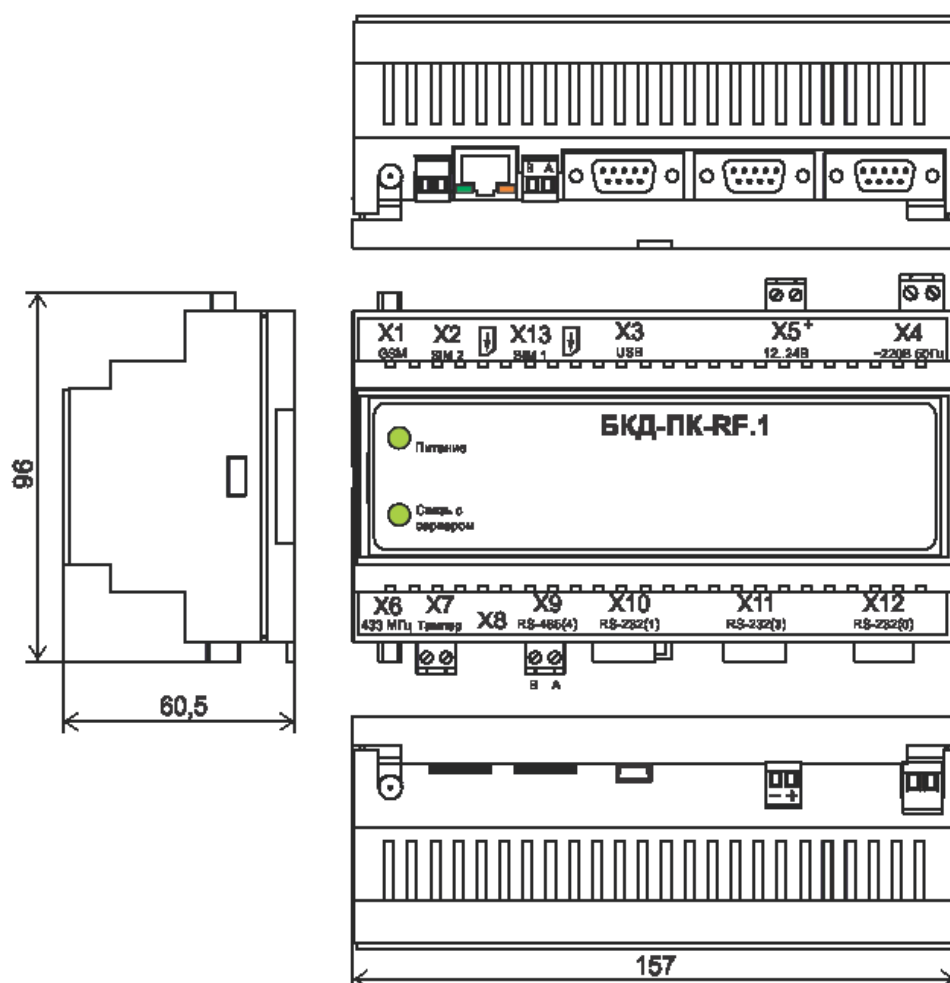 B A
X1 X2 X13 X3 X5+ X4
GSM SIM 2 SIM 1 USB 12..24В ~220В 50Гц
БКД-ПК-RF.1
Питание
Связь с
сервером
96
X6 X7 X8 X9 X10 X11 X12
433 МГц Тампер RS-485(4) RS-232(1) RS-232(3) RS-232(0)
B A
60,5
− +
157